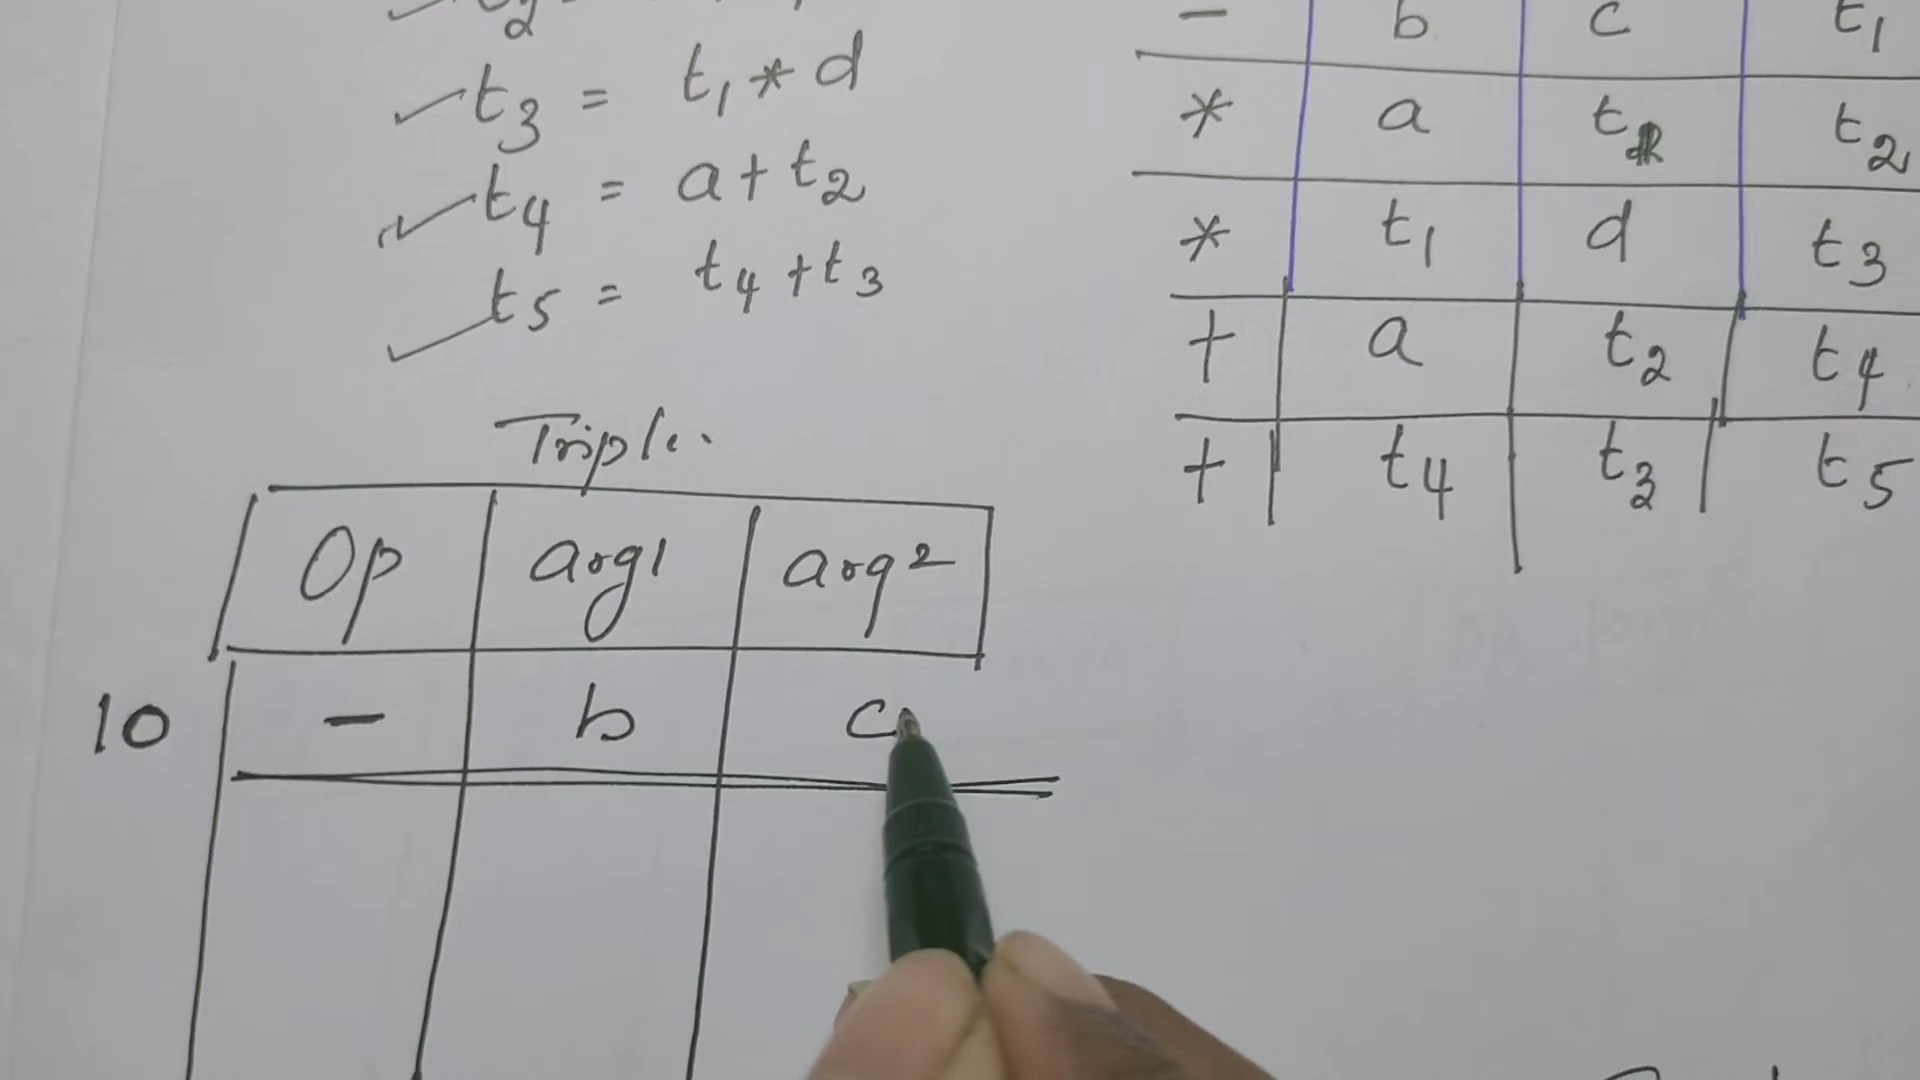 t2
t3 = t1 * d
t4 = a + t2
t5 = t4 + t3
- b c t1
* a t t2
* t1 d t3
+ a t2 t4
+ t4 t3 t5
Triple.
Op arg1 arg2
10 - b c